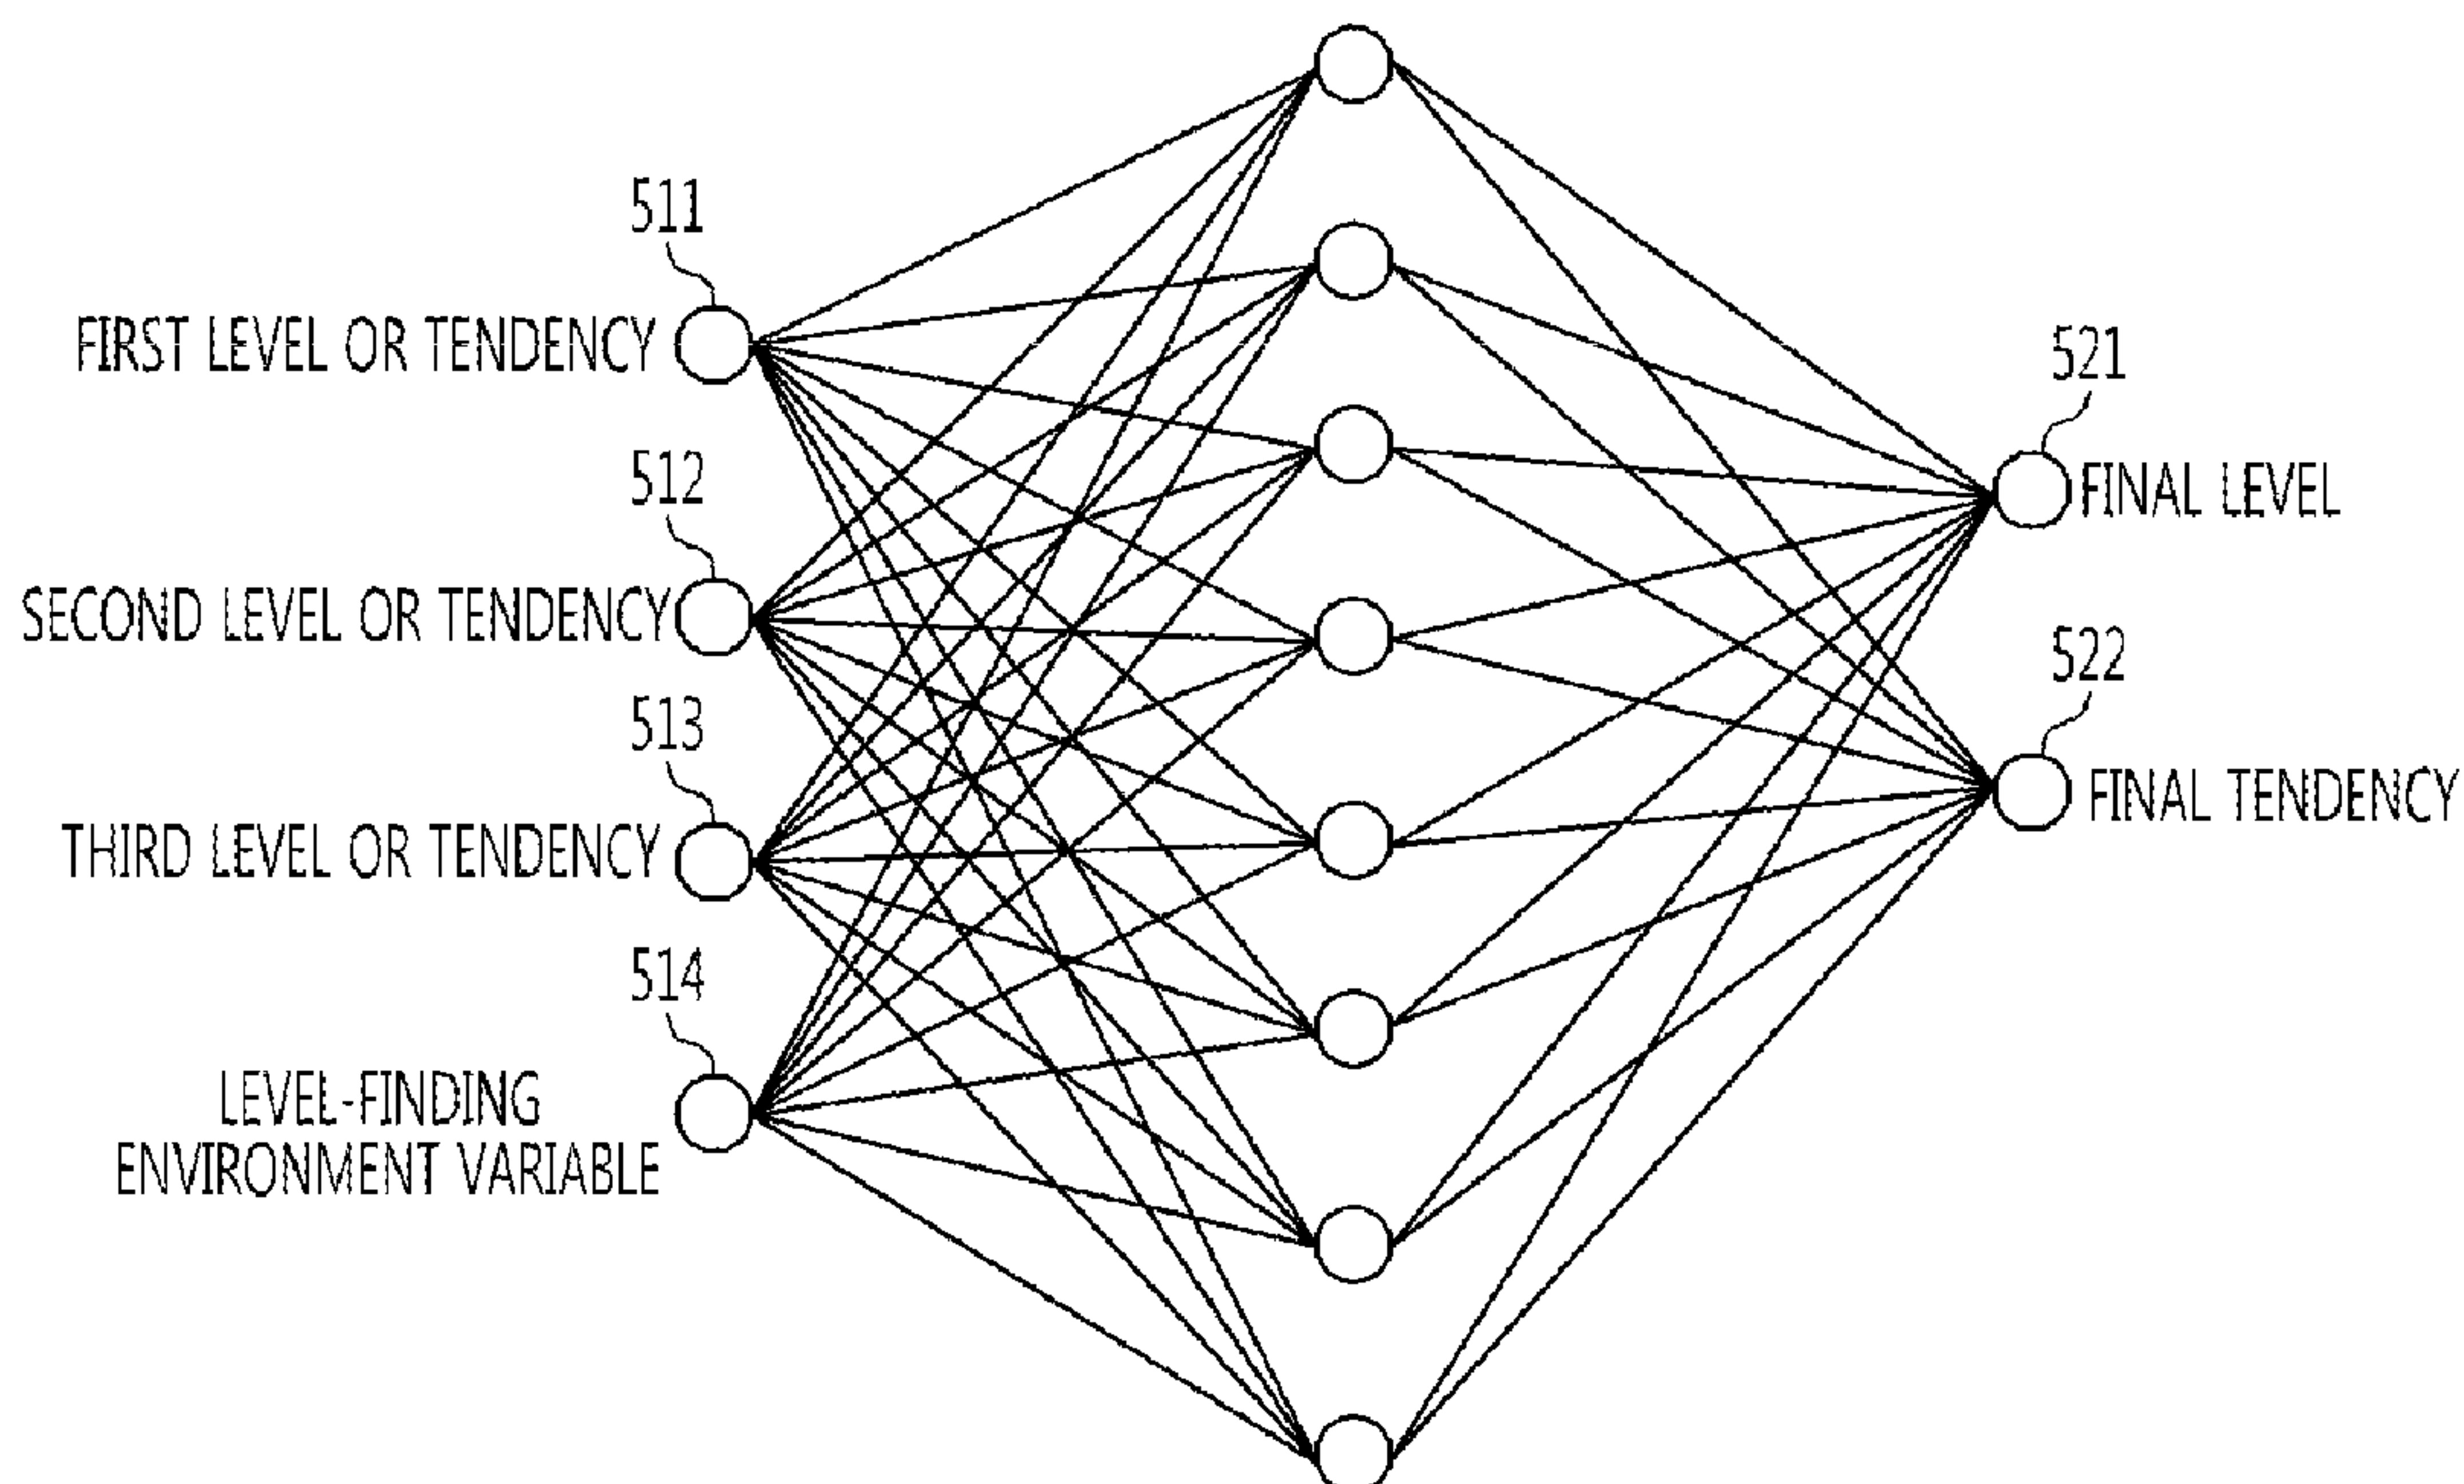 511
FIRST LEVEL OR TENDENCY
512
SECOND LEVEL OR TENDENCY
513
THIRD LEVEL OR TENDENCY
514
LEVEL-FINDING
ENVIRONMENT VARIABLE
521
FINAL LEVEL
522
FINAL TENDENCY